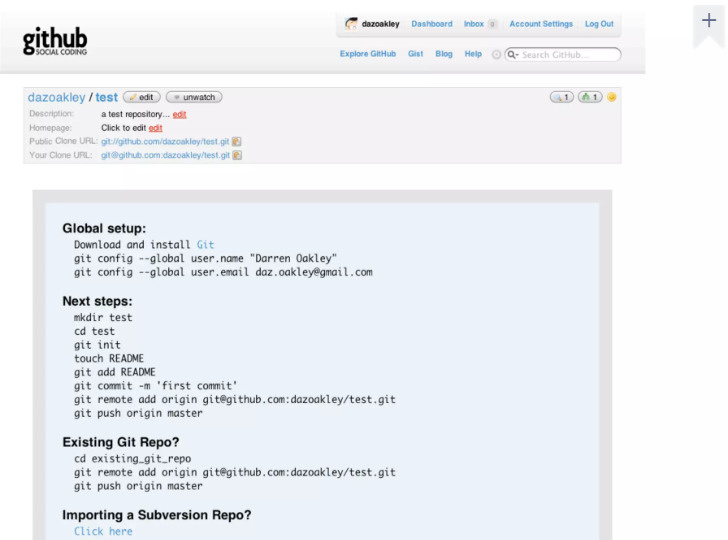 github
SOCIAL CODING
dazoakley Dashboard Inbox 0 Account Settings Log Out
Explore GitHub Gist Blog Help Search GitHub...
dazoakley / test edit unwatch 1 1
Description: a test repository... edit
Homepage: Click to edit edit
Public Clone URL: git://github.com/dazoakley/test.git
Your Clone URL: git@github.com:dazoakley/test.git
Global setup:
Download and install Git
git config --global user.name "Darren Oakley"
git config --global user.email daz.oakley@gmail.com
Next steps:
mkdir test
cd test
git init
touch README
git add README
git commit -m 'first commit'
git remote add origin git@github.com:dazoakley/test.git
git push origin master
Existing Git Repo?
cd existing_git_repo
git remote add origin git@github.com:dazoakley/test.git
git push origin master
Importing a Subversion Repo?
Click here